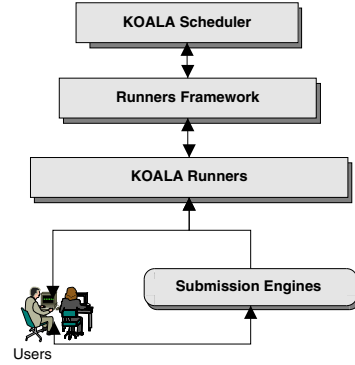 KOALA Scheduler
Runners Framework
KOALA Runners
Submission Engines
Users